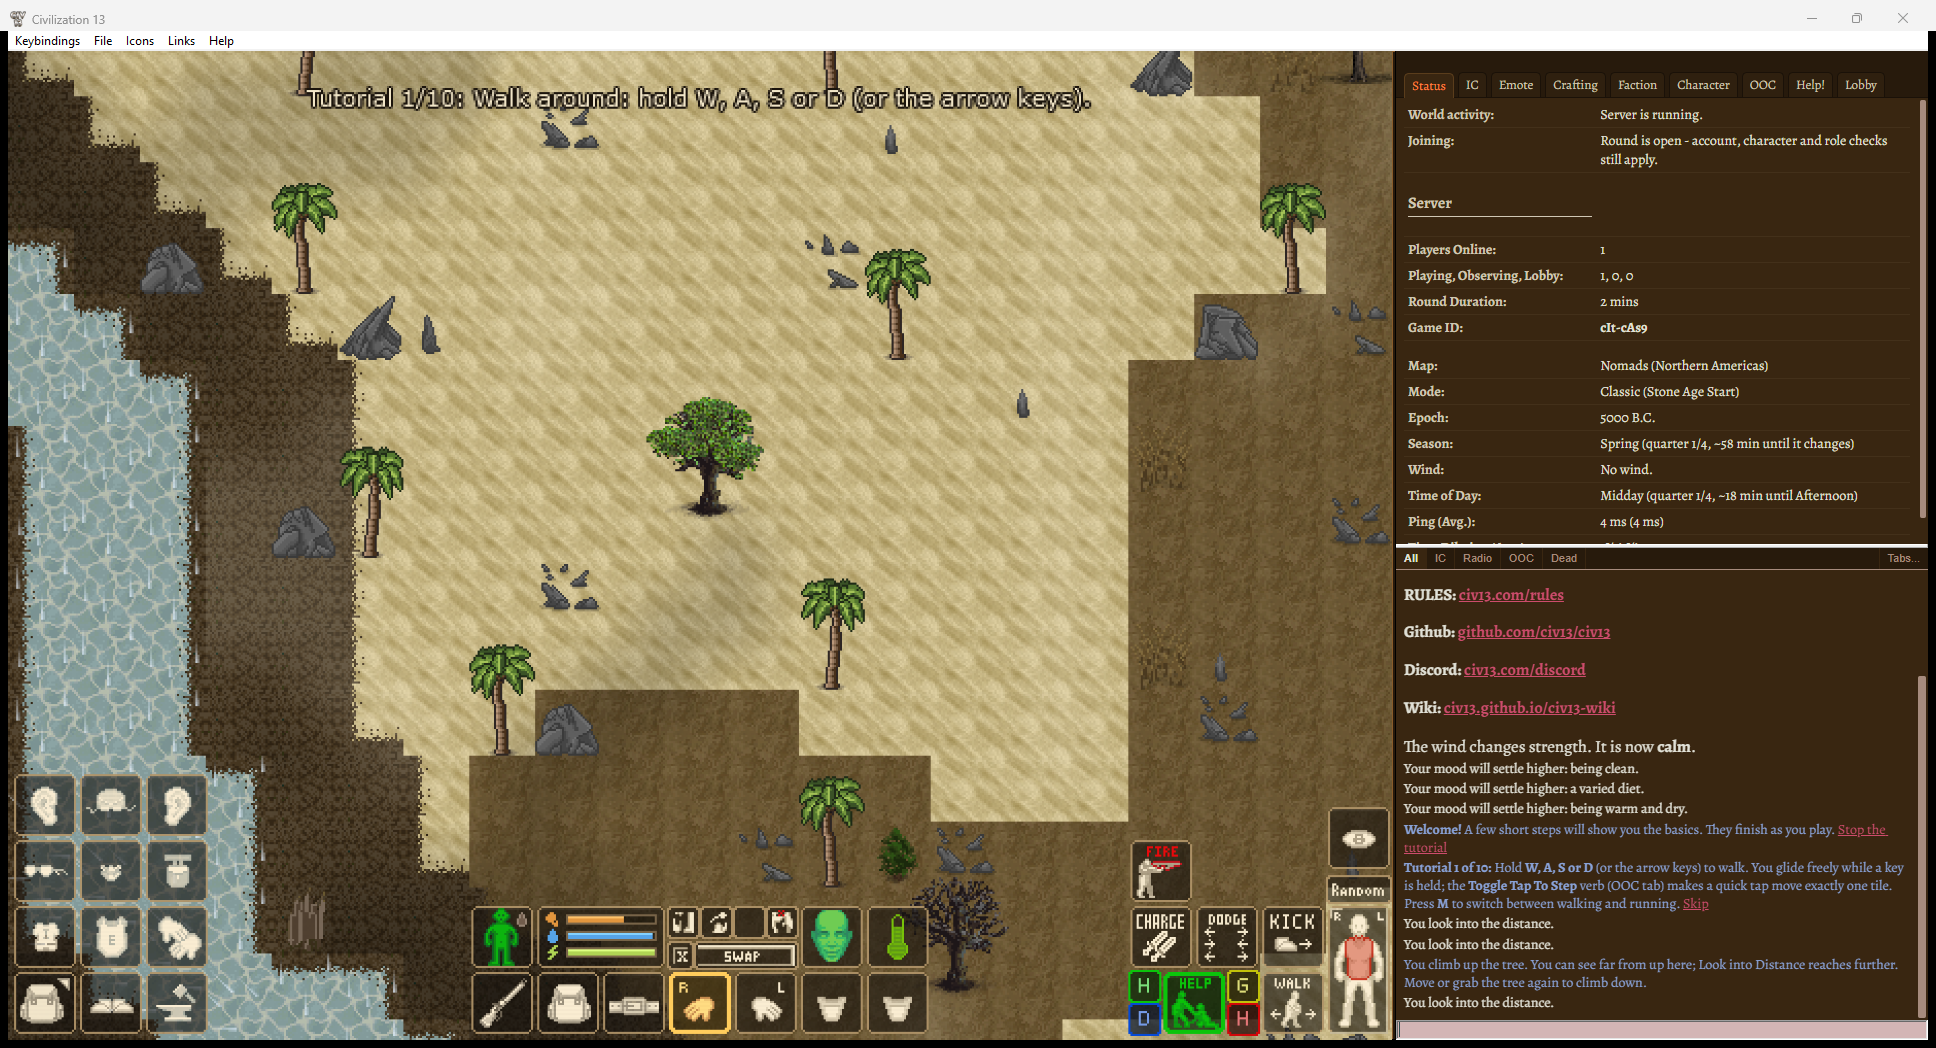 Civilization 13
Keybindings File Icons Links Help
Tutorial 1/10: Walk around: hold W, A, S or D (or the arrow keys).
Status IC Emote Crafting Faction Character OOC Help! Lobby
World activity: Server is running.
Joining: Round is open - account, character and role checks
still apply.
Server
Players Online: 1
Playing, Observing, Lobby: 1, 0, 0
Round Duration: 2 mins
Game ID: cIt-cAs9
Map: Nomads (Northern Americas)
Mode: Classic (Stone Age Start)
Epoch: 5000 B.C.
Season: Spring (quarter 1/4, ~58 min until it changes)
Wind: No wind.
Time of Day: Midday (quarter 1/4, ~18 min until Afternoon)
Ping (Avg.): 4 ms (4 ms)
All IC Radio OOC Dead Tabs...
RULES: civ13.com/rules
Github: github.com/civ13/civ13
Discord: civ13.com/discord
Wiki: civ13.github.io/civ13-wiki
The wind changes strength. It is now calm.
Your mood will settle higher: being clean.
Your mood will settle higher: a varied diet.
Your mood will settle higher: being warm and dry.
Welcome! A few short steps will show you the basics. They finish as you play. Stop the
tutorial
Tutorial 1 of 10: Hold W, A, S or D (or the arrow keys) to walk. You glide freely while a key
is held; the Toggle Tap To Step verb (OOC tab) makes a quick tap move exactly one tile.
Press M to switch between walking and running. Skip
You look into the distance.
You look into the distance.
You climb up the tree. You can see far from up here; Look into Distance reaches further.
Move or grab the tree again to climb down.
You look into the distance.
FIRE
RANDOM
CHARGE DODGE KICK
R L
X SWAP
E
R L
H HELP G WALK
D H